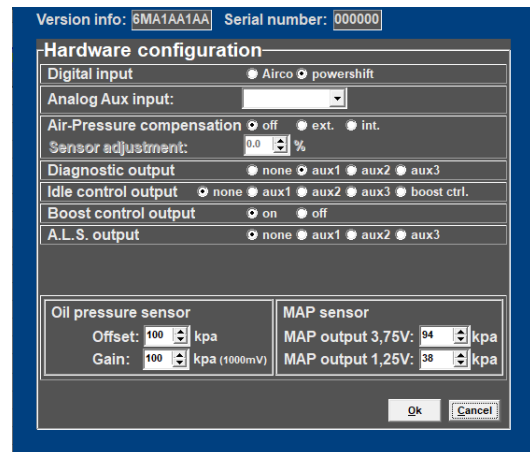 Version info: 6MA1AA1AA Serial number: 000000
Hardware configuration
Digital input Airco powershift
Analog Aux input:
Air-Pressure compensation off ext. int.
Sensor adjustment: 0.0 %
Diagnostic output none aux1 aux2 aux3
Idle control output none aux1 aux2 aux3 boost ctrl.
Boost control output on off
A.L.S. output none aux1 aux2 aux3
Oil pressure sensor
Offset: 100 kpa
Gain: 100 kpa (1000mV)
MAP sensor
MAP output 3,75V: 94 kpa
MAP output 1,25V: 38 kpa
Ok Cancel